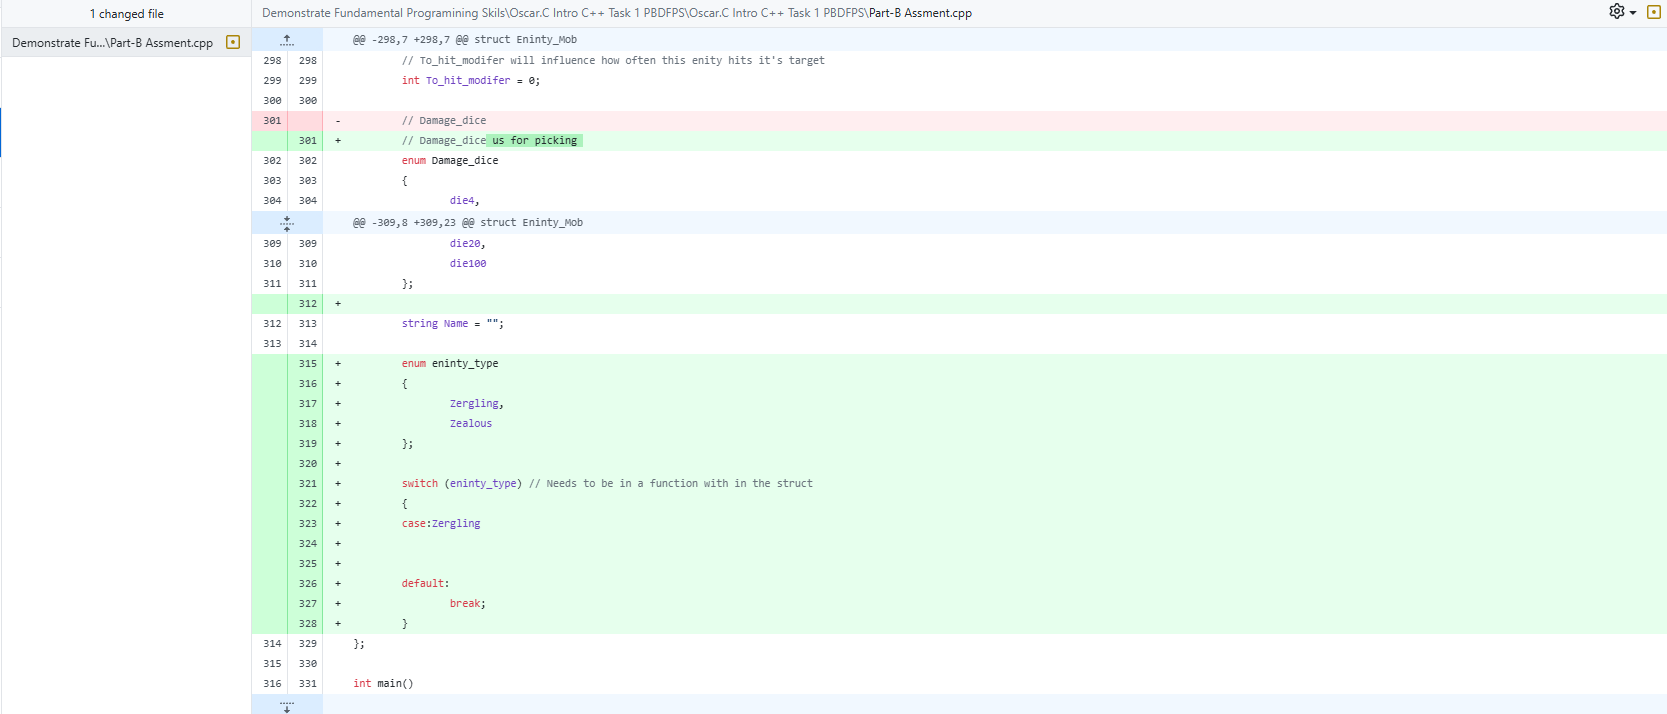 1 changed file
Demonstrate Fundamental Programining Skils\Oscar.C Intro C++ Task 1 PBDFPS\Oscar.C Intro C++ Task 1 PBDFPS\Part-B Assment.cpp
Demonstrate Fu...\Part-B Assment.cpp
@@ -298,7 +298,7 @@ struct Eninty_Mob
298 298 // To_hit_modifer will influence how often this enity hits it's target
299 299 int To_hit_modifer = 0;
300 300
301 - // Damage_dice
301 + // Damage_dice us for picking
302 302 enum Damage_dice
303 303 {
304 304 die4,
@@ -309,8 +309,23 @@ struct Eninty_Mob
309 309 die20,
310 310 die100
311 311 };
312 +
312 313 string Name = "";
313 314
315 + enum eninty_type
316 + {
317 + Zergling,
318 + Zealous
319 + };
320 +
321 + switch (eninty_type) // Needs to be in a function with in the struct
322 + {
323 + case:Zergling
324 +
325 +
326 + default:
327 + break;
328 + }
314 329 };
315 330
316 331 int main()